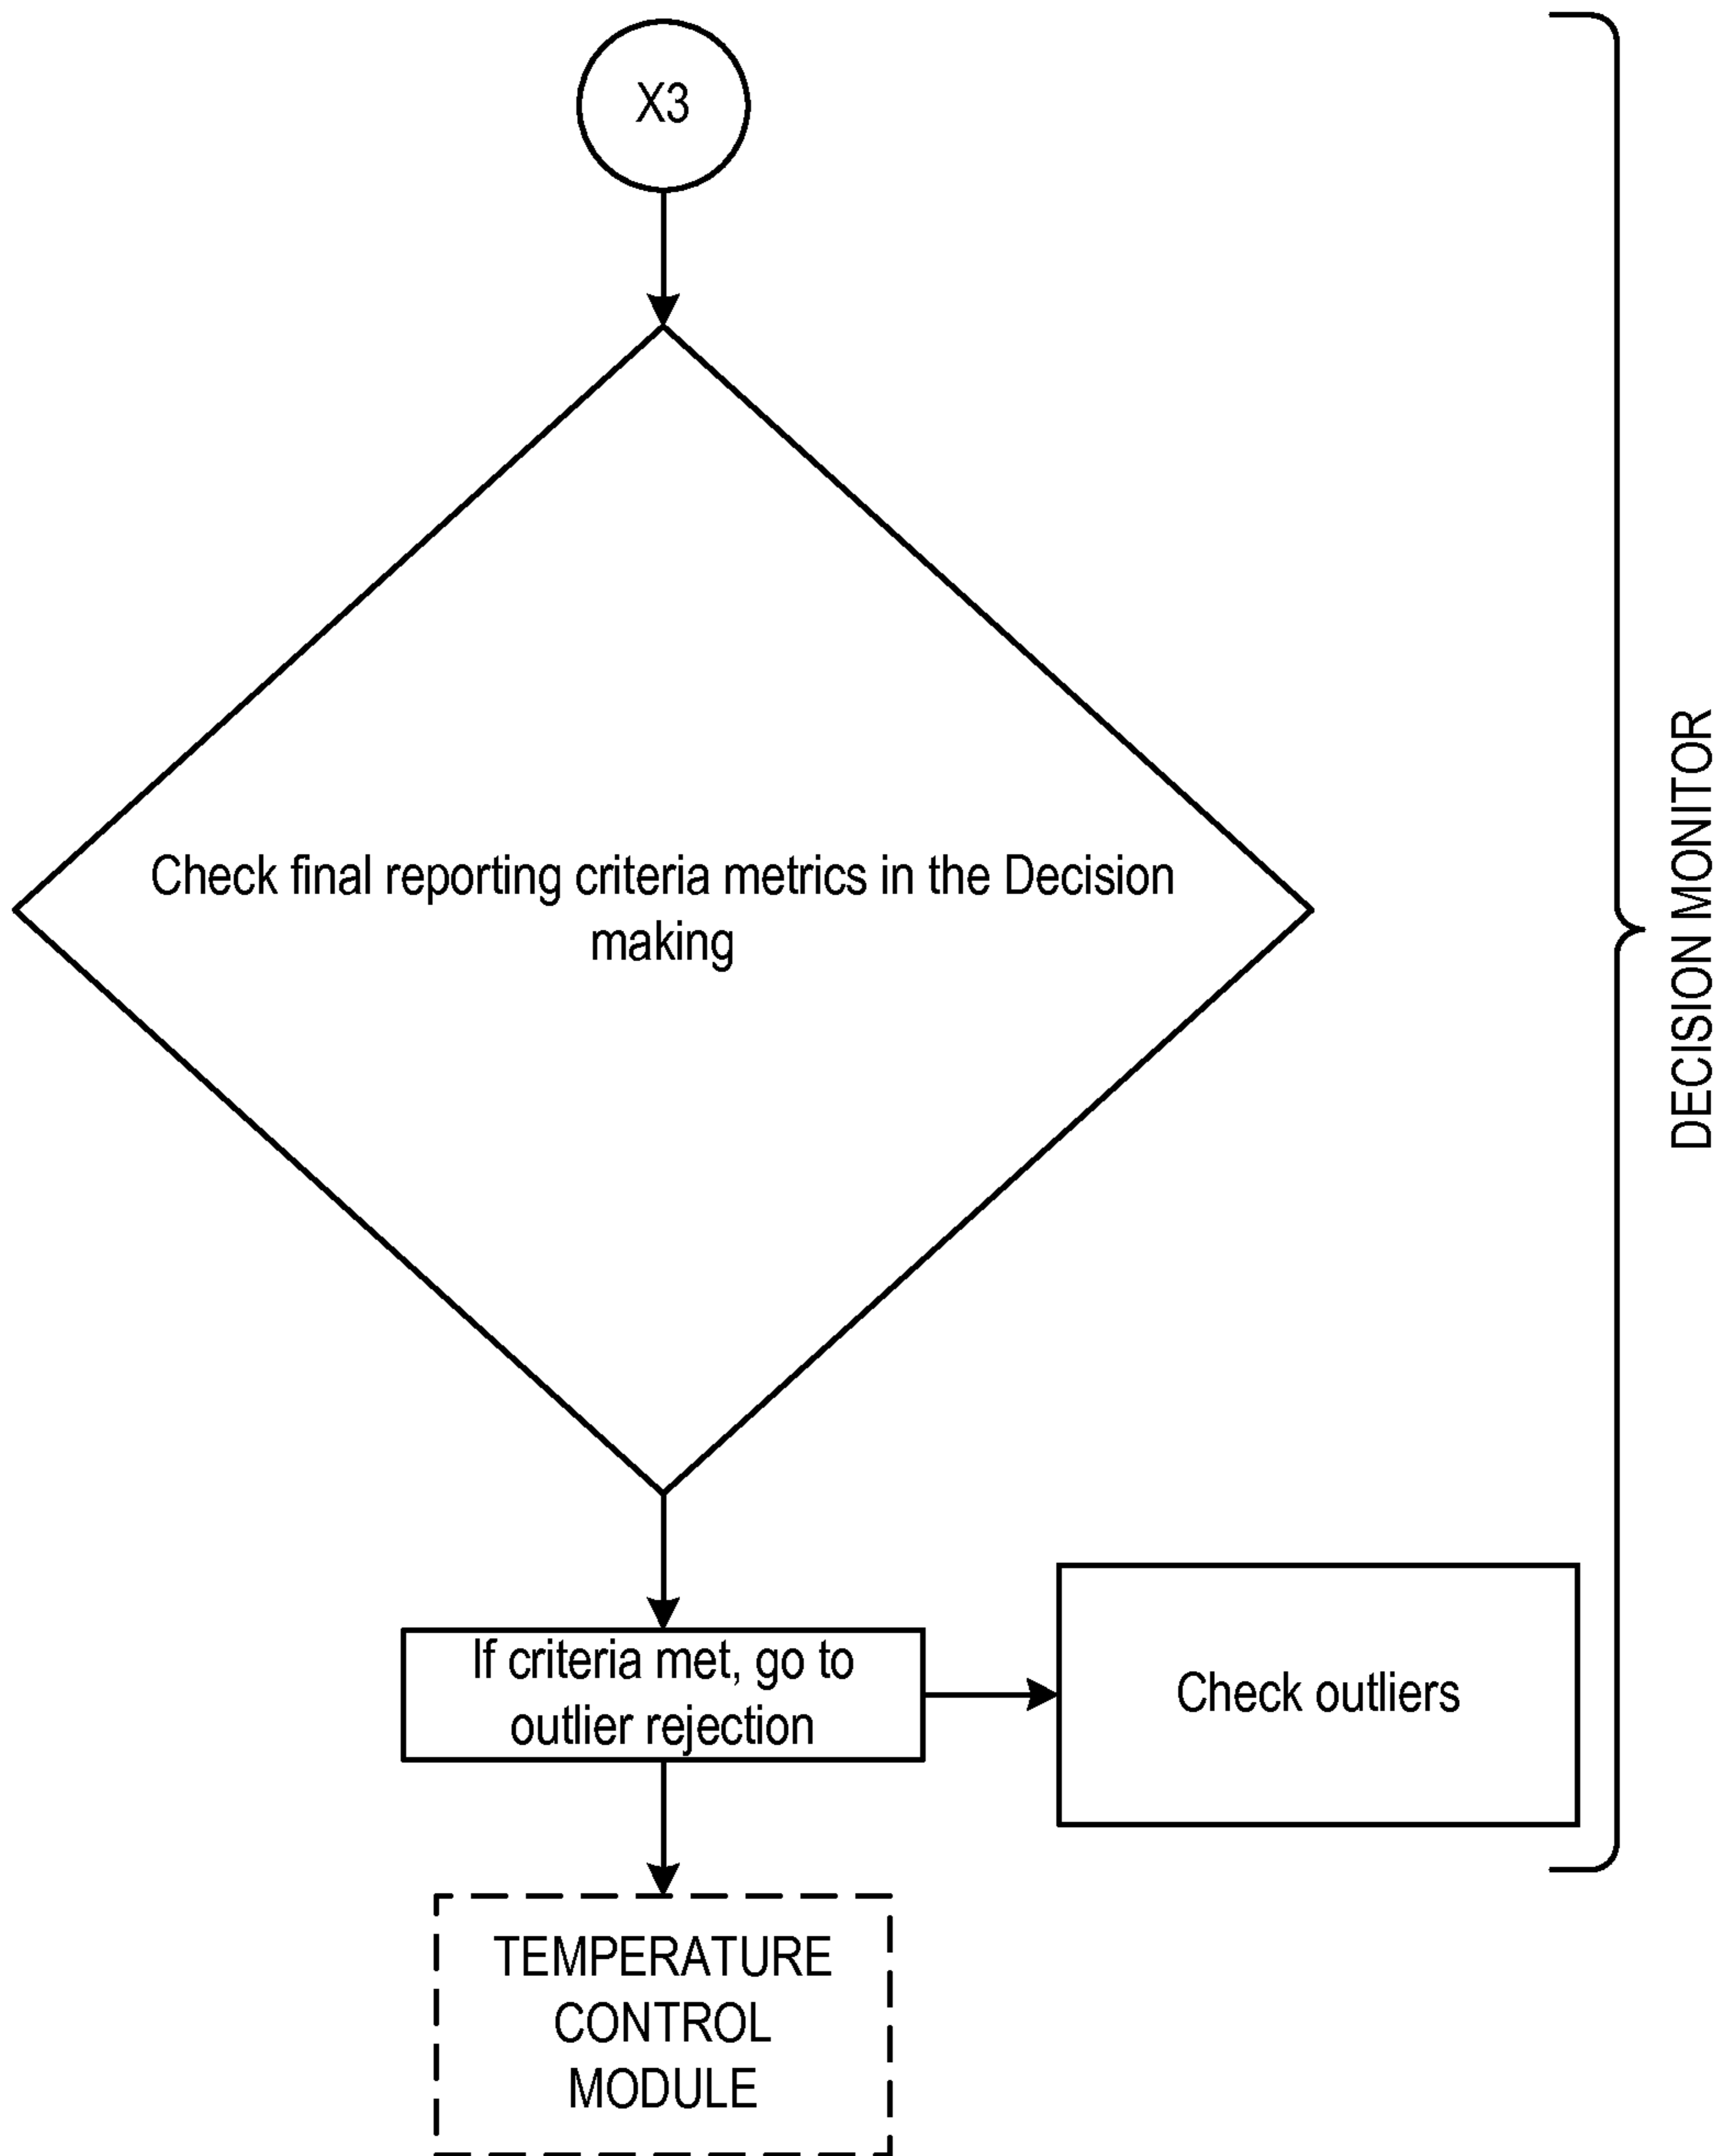 X3
Check final reporting criteria metrics in the Decision
making
DECISION MONITOR
If criteria met, go to
outlier rejection
Check outliers
TEMPERATURE
CONTROL
MODULE